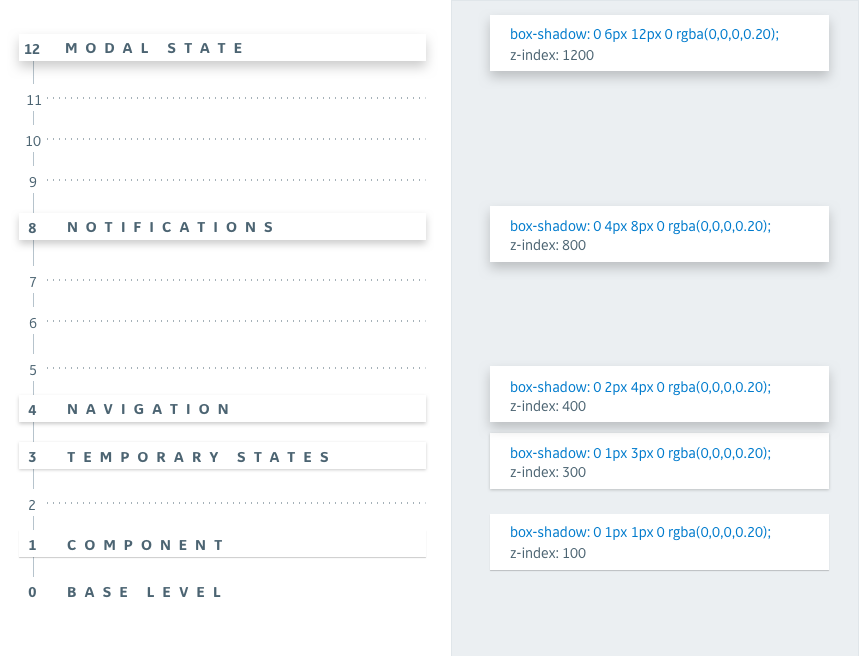 12 MODAL STATE
box-shadow: 0 6px 12px 0 rgba(0,0,0,0.20);
z-index: 1200
11
10
9
8 NOTIFICATIONS
box-shadow: 0 4px 8px 0 rgba(0,0,0,0.20);
z-index: 800
7
6
5
4 NAVIGATION
box-shadow: 0 2px 4px 0 rgba(0,0,0,0.20);
z-index: 400
3 TEMPORARY STATES
box-shadow: 0 1px 3px 0 rgba(0,0,0,0.20);
z-index: 300
2
1 COMPONENT
box-shadow: 0 1px 1px 0 rgba(0,0,0,0.20);
z-index: 100
0 BASE LEVEL